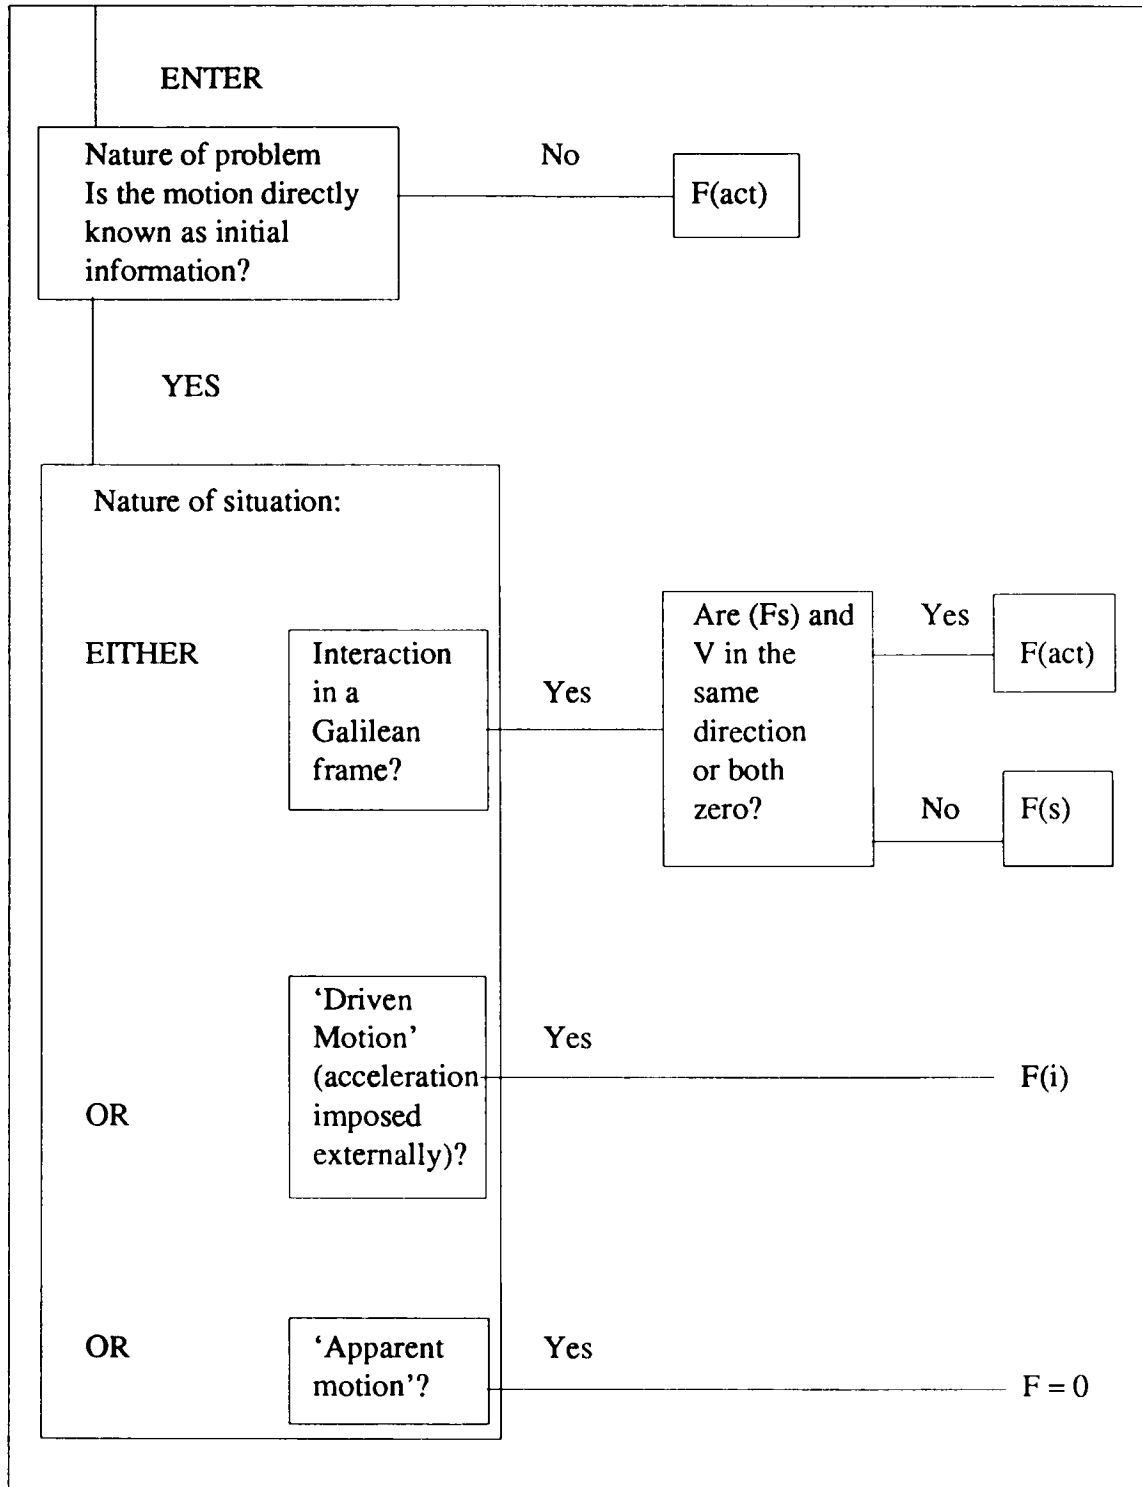 ENTER
Nature of problem
Is the motion directly
known as initial
information?
No
F(act)
YES
Nature of situation:
EITHER
Interaction
in a
Galilean
frame?
Yes
Are (Fs) and
V in the
same
direction
or both
zero?
Yes
F(act)
No
F(s)
OR
‘Driven
Motion’
(acceleration
imposed
externally)?
Yes
F(i)
OR
‘Apparent
motion’?
Yes
F = 0